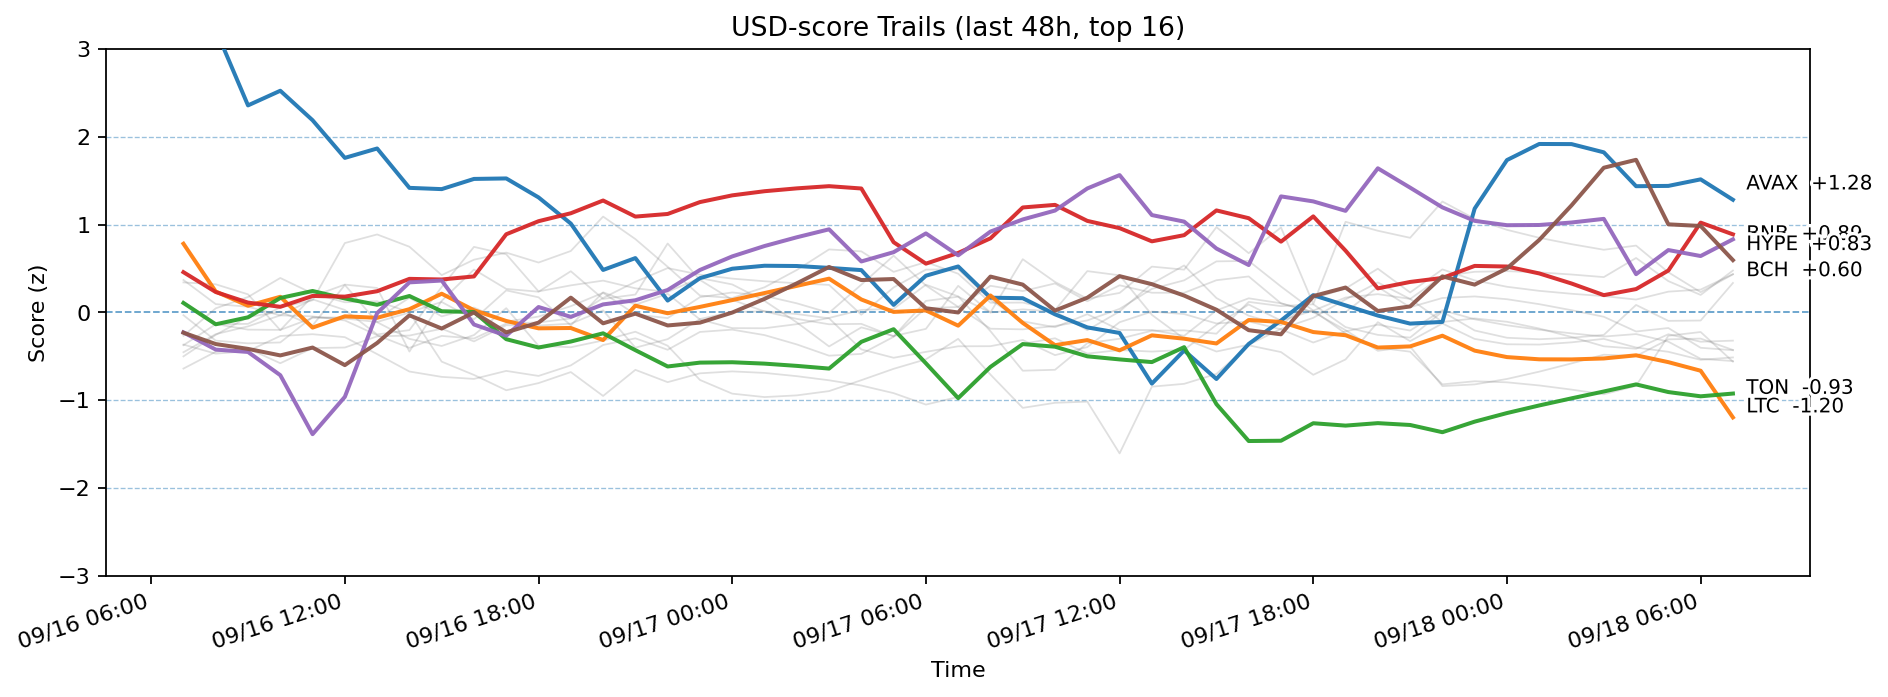 USD-score Trails (last 48h, top 16)
Score (z)
3
2
1
0
−1
−2
−3
AVAX +1.28
BNB +0.89
HYPE +0.83
BCH +0.60
TON -0.93
LTC -1.20
09/16 06:00
09/16 12:00
09/16 18:00
09/17 00:00
09/17 06:00
09/17 12:00
09/17 18:00
09/18 00:00
09/18 06:00
Time